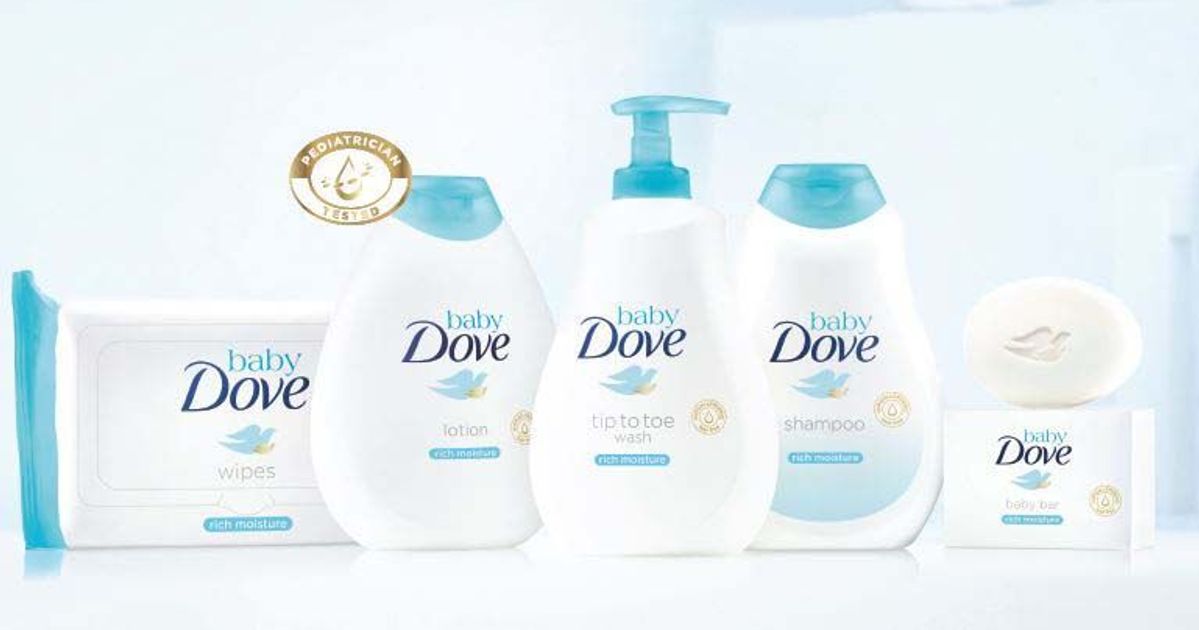 PEDIATRICIAN
TESTED
baby
Dove
wipes
rich moisture
baby
Dove
lotion
rich moisture
baby
Dove
tip to toe
wash
rich moisture
baby
Dove
shampoo
rich moisture
baby
Dove
baby bar
rich moisture